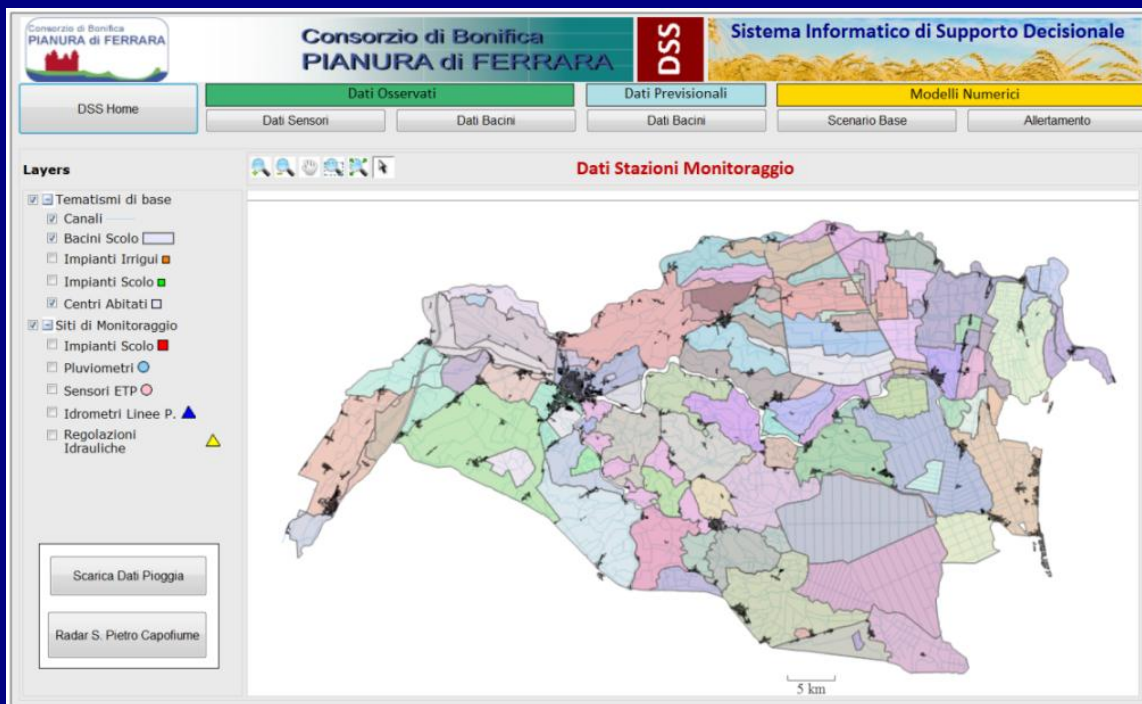 Consorzio di Bonifica
PIANURA di FERRARA
Consorzio di Bonifica
PIANURA di FERRARA
DSS
Sistema Informatico di Supporto Decisionale
DSS Home
Dati Osservati
Dati Previsionali
Modelli Numerici
Dati Sensori
Dati Bacini
Dati Bacini
Scenario Base
Allertamento
Layers
Dati Stazioni Monitoraggio
Tematismi di base
Canali
Bacini Scolo
Impianti Irrigui
Impianti Scolo
Centri Abitati
Siti di Monitoraggio
Impianti Scolo
Pluviometri
Sensori ETP
Idrometri Linee P.
Regolazioni
Idrauliche
Scarica Dati Pioggia
Radar S. Pietro Capofiume
5 km